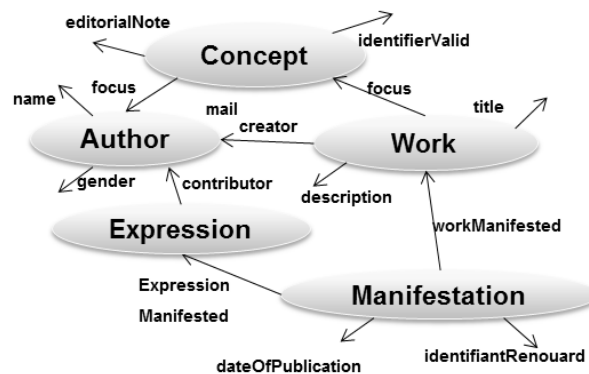 editorialNote
Concept
identifierValid
name
focus
focus
mail
title
Author
creator
Work
gender
contributor
description
Expression
workManifested
Expression
Manifested
Manifestation
dateOfPublication
identifiantRenouard